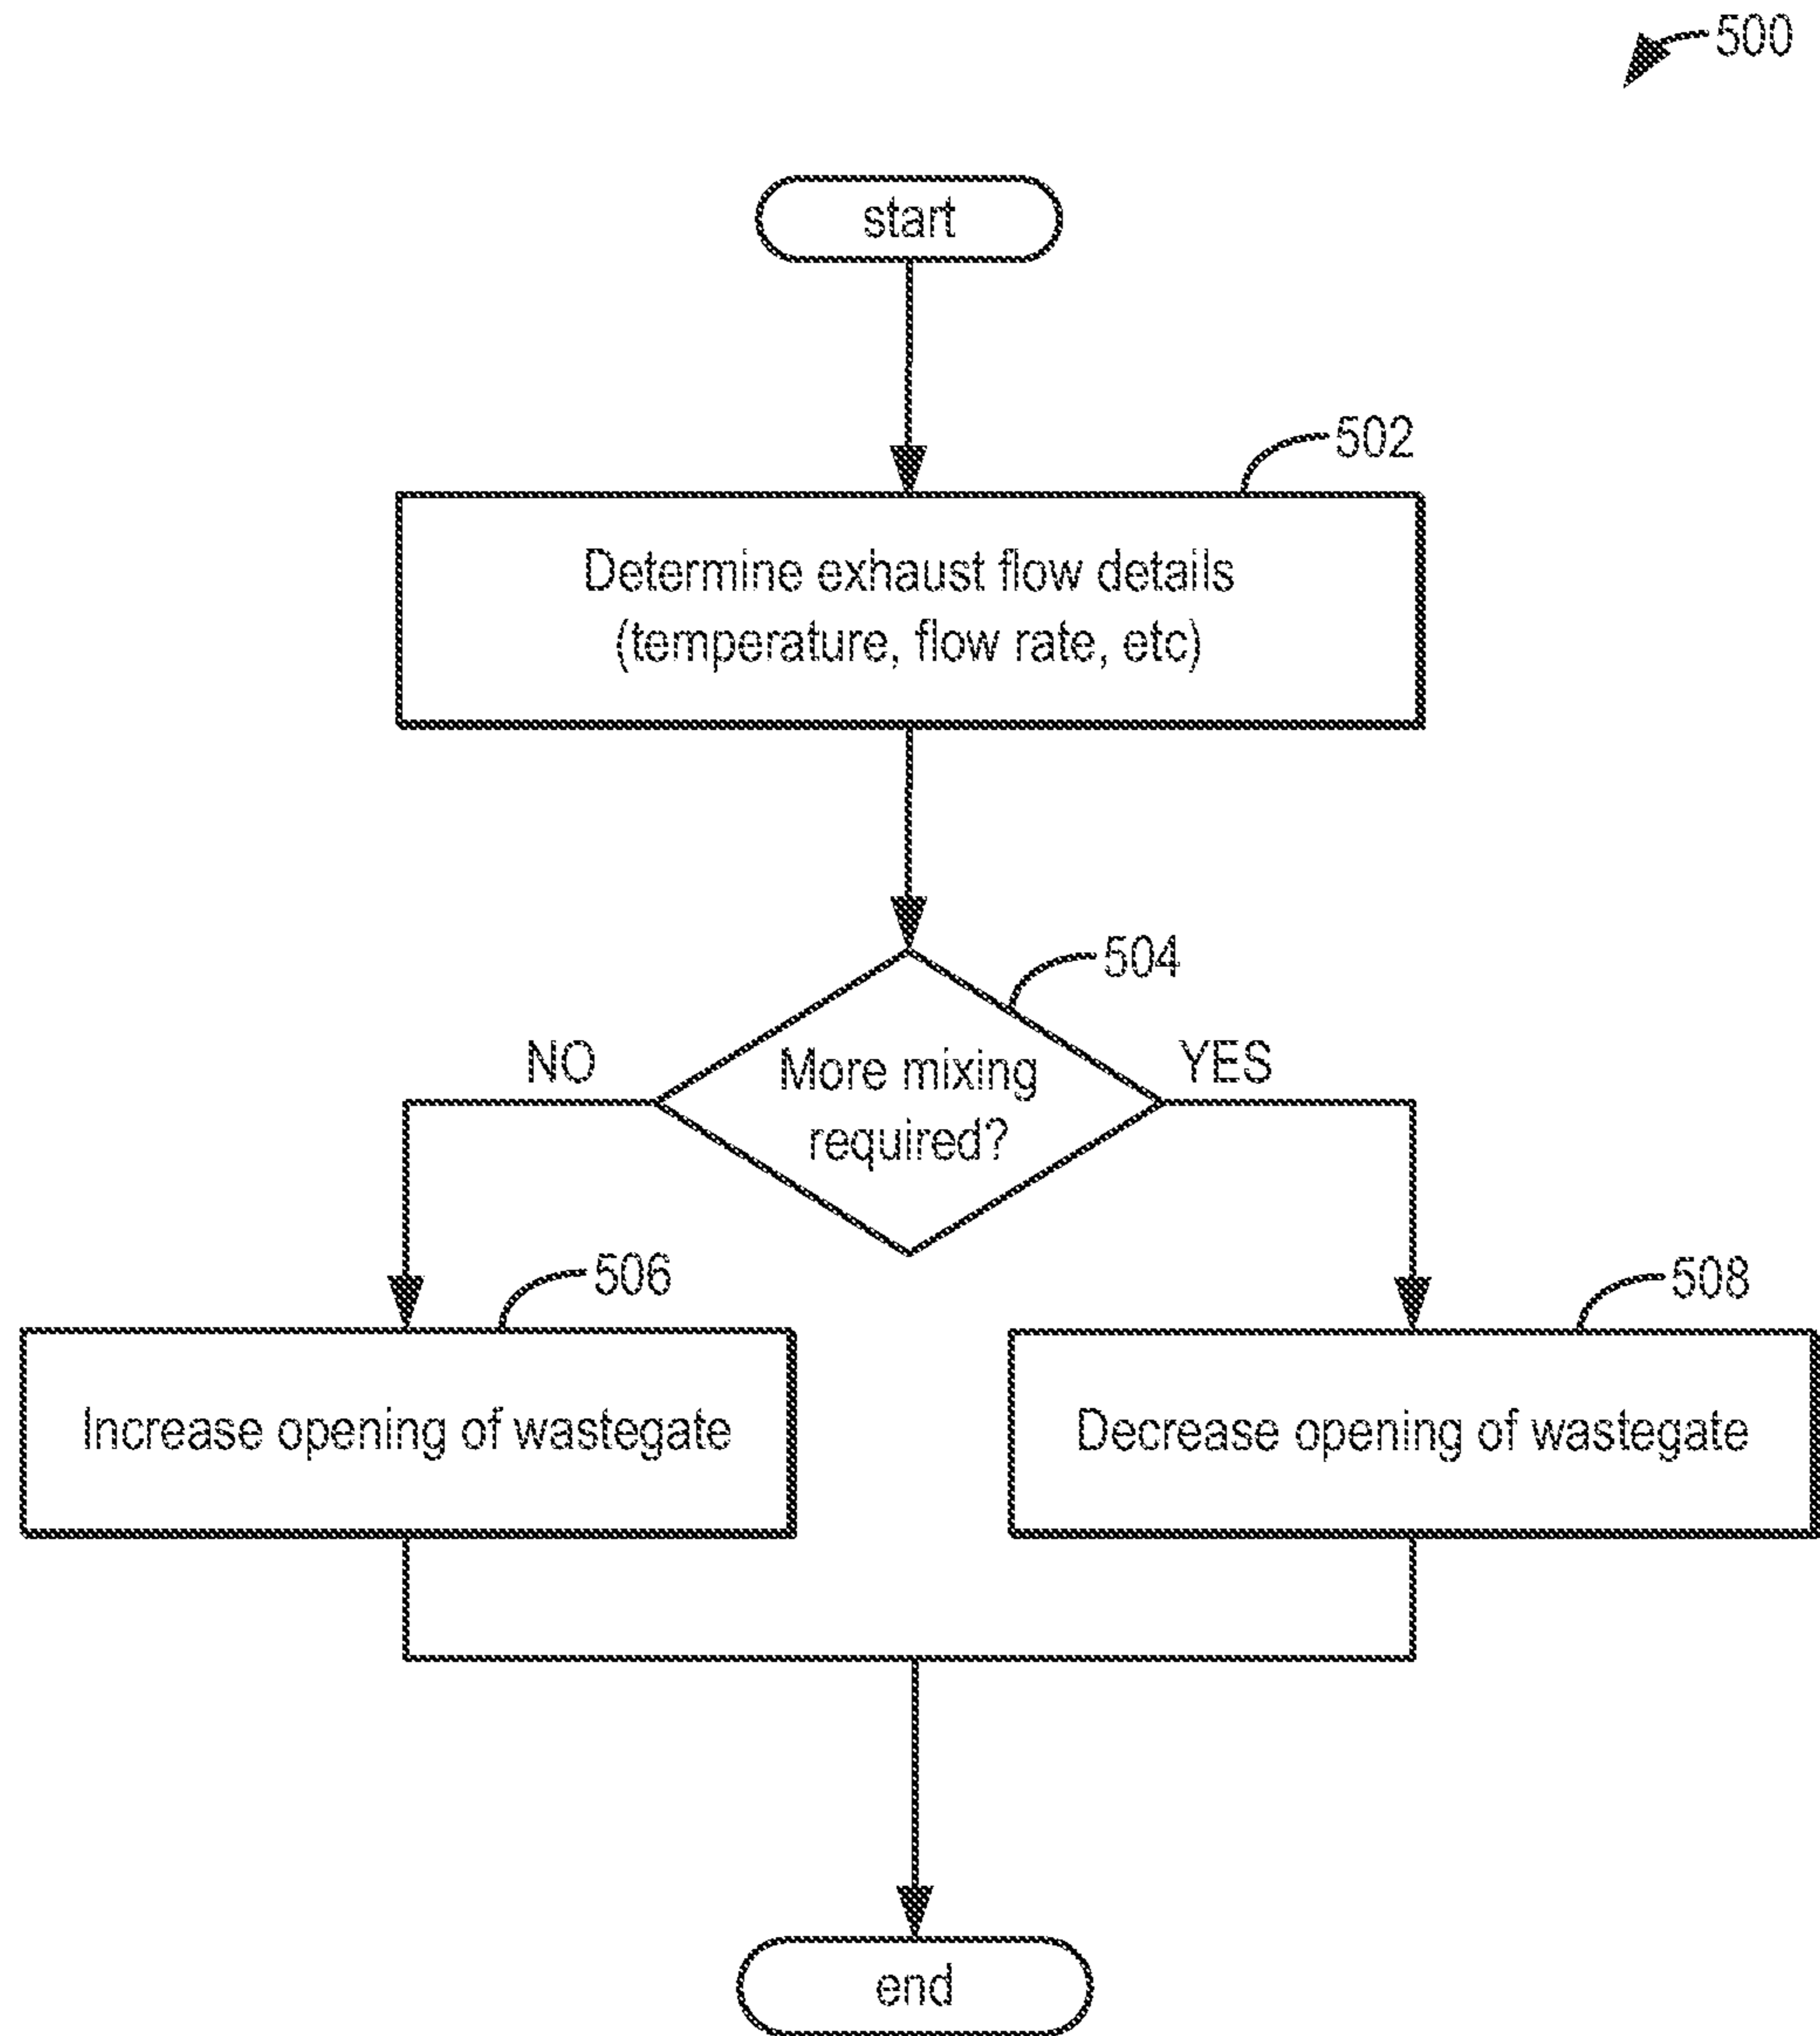 500
start
502
Determine exhaust flow details
(temperature, flow rate, etc)
504
NO
YES
More mixing
required?
506
508
Increase opening of wastegate
Decrease opening of wastegate
end